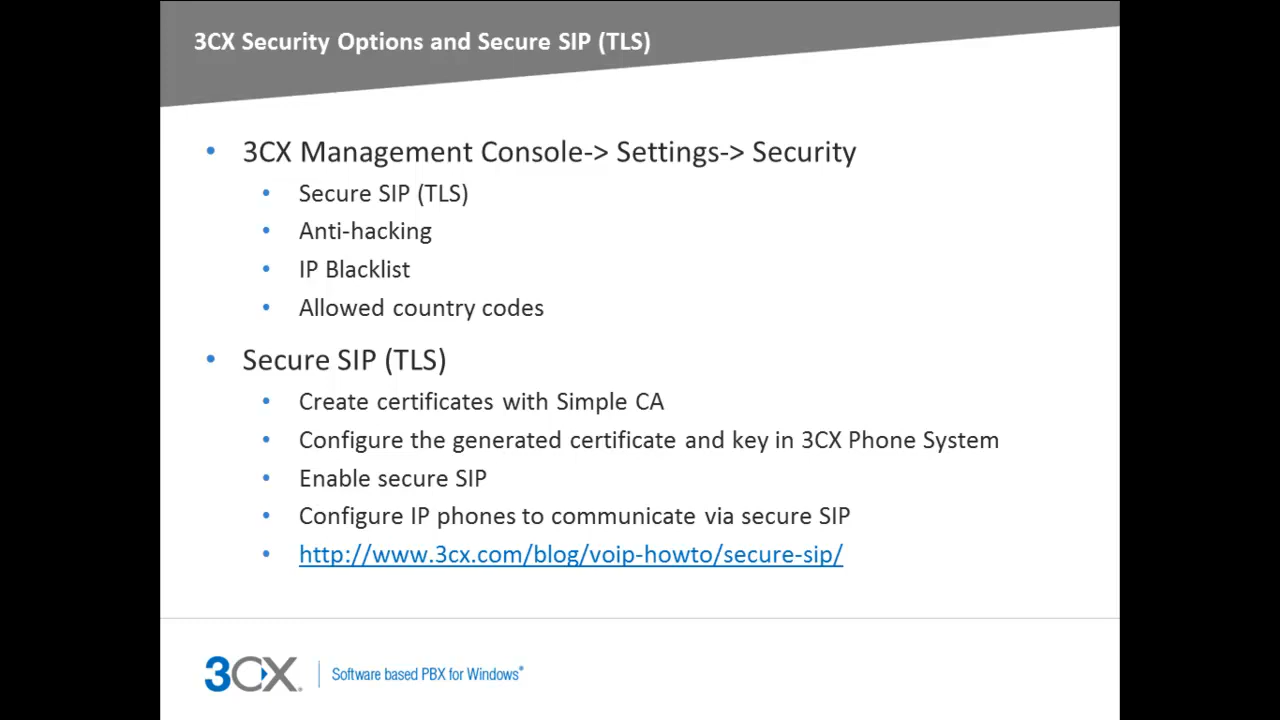 3CX Security Options and Secure SIP (TLS)
• 3CX Management Console-> Settings-> Security
• Secure SIP (TLS)
• Anti-hacking
• IP Blacklist
• Allowed country codes
• Secure SIP (TLS)
• Create certificates with Simple CA
• Configure the generated certificate and key in 3CX Phone System
• Enable secure SIP
• Configure IP phones to communicate via secure SIP
• http://www.3cx.com/blog/voip-howto/secure-sip/
3CX® Software based PBX for Windows®